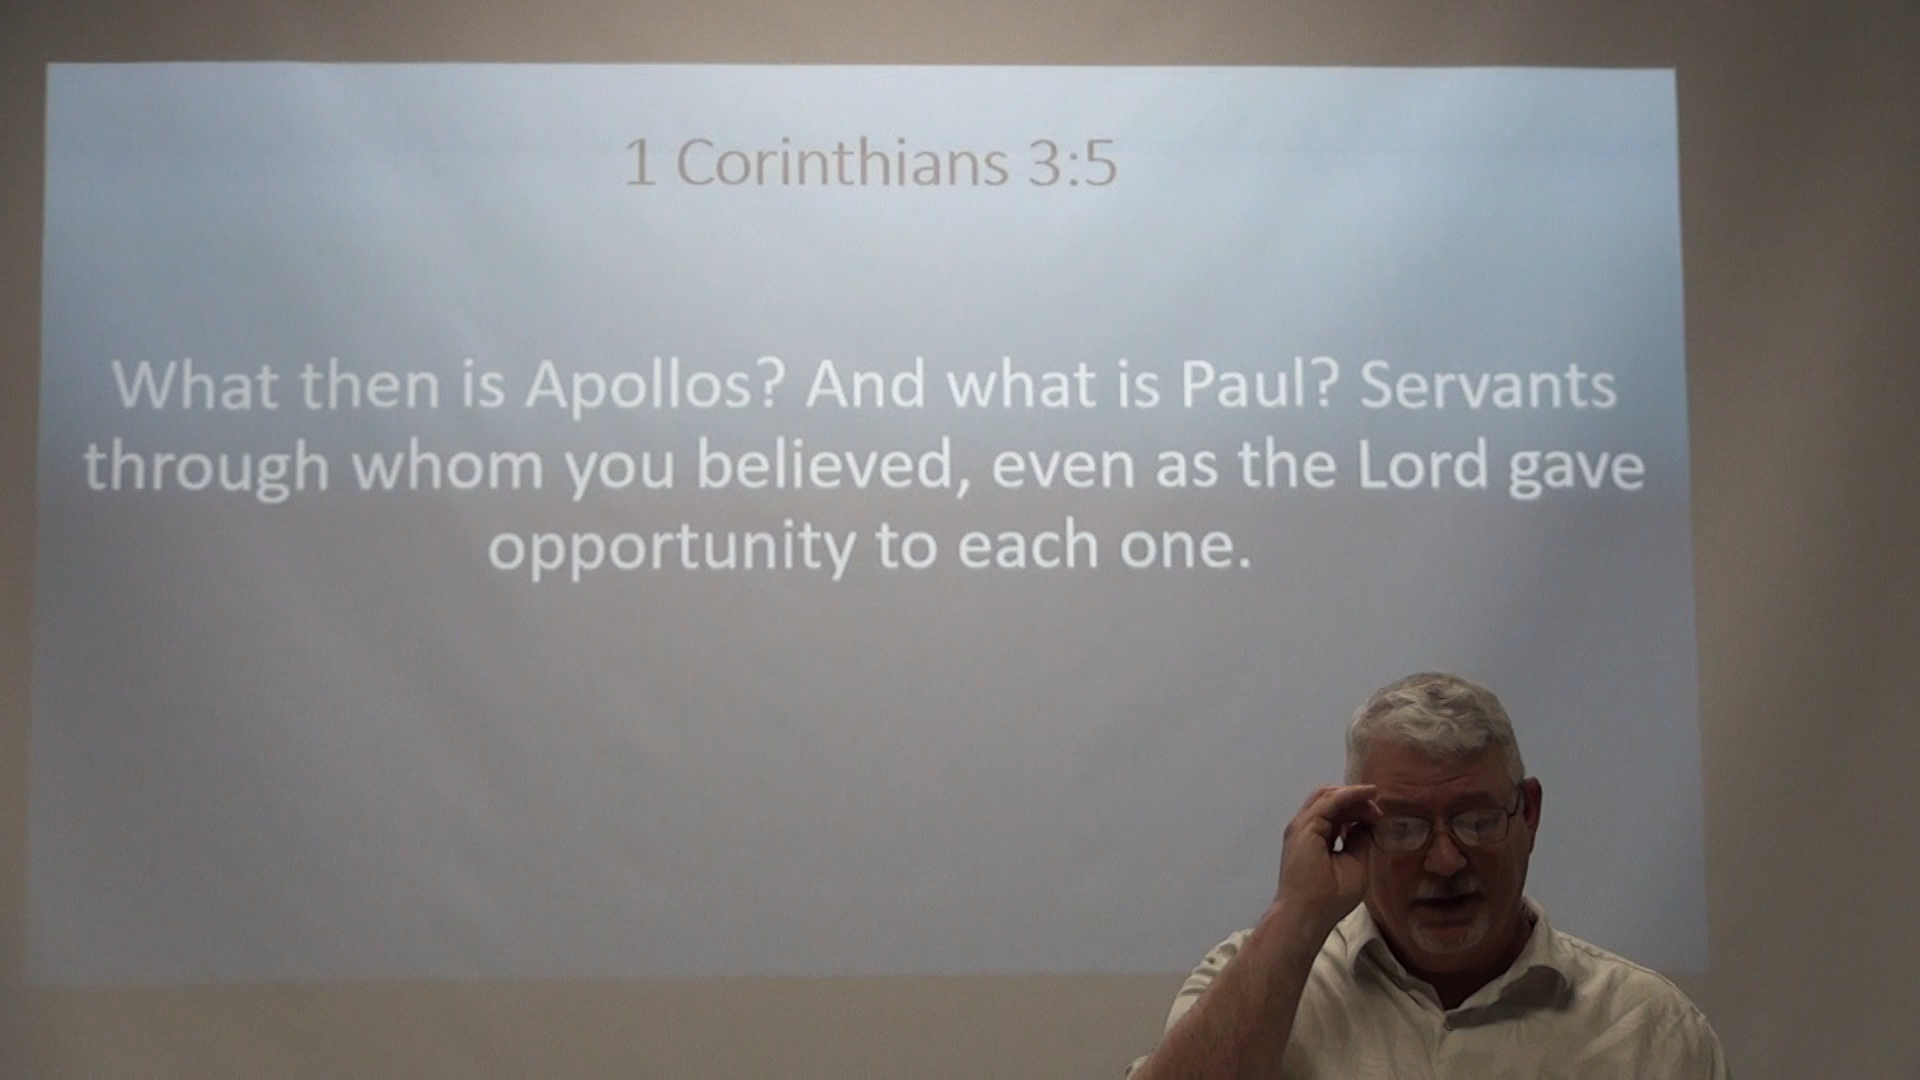 1 Corinthians 3:5
What then is Apollos? And what is Paul? Servants
through whom you believed, even as the Lord gave
opportunity to each one.